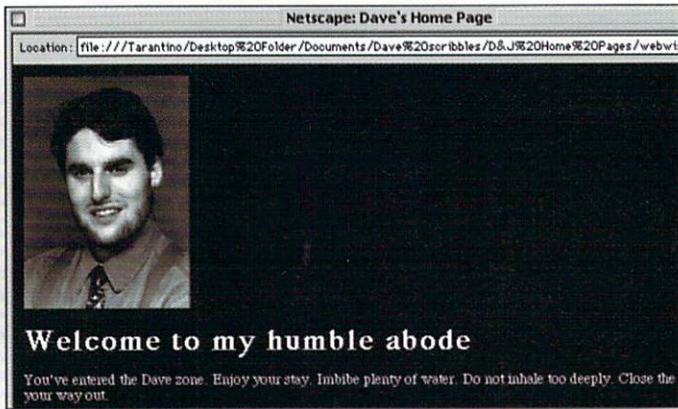 Netscape: Dave's Home Page
Location: file:///Tarantino/Desktop%20Folder/Documents/Dave%20scribbles/D&J%20Home%20Pages/webwi
Welcome to my humble abode
You've entered the Dave zone. Enjoy your stay. Imbibe plenty of water. Do not inhale too deeply. Close the
your way out.